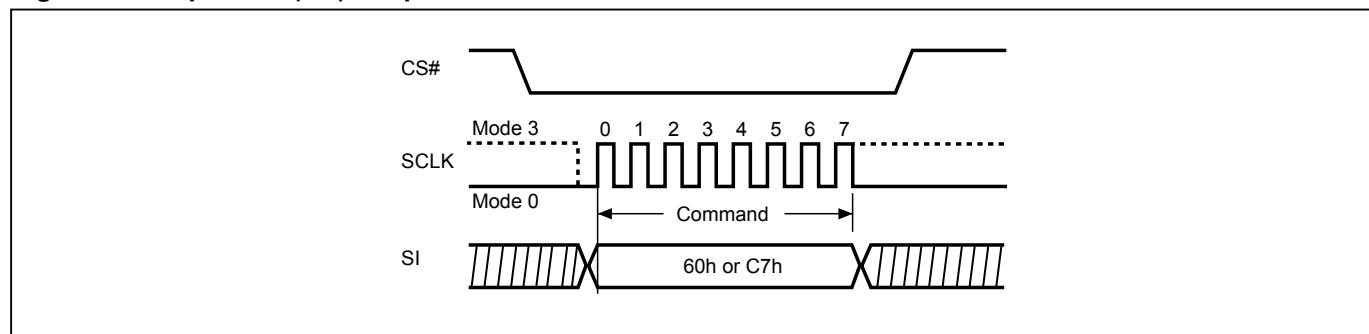 CS#
Mode 3
0 1 2 3 4 5 6 7
SCLK
Mode 0
Command
SI
60h or C7h